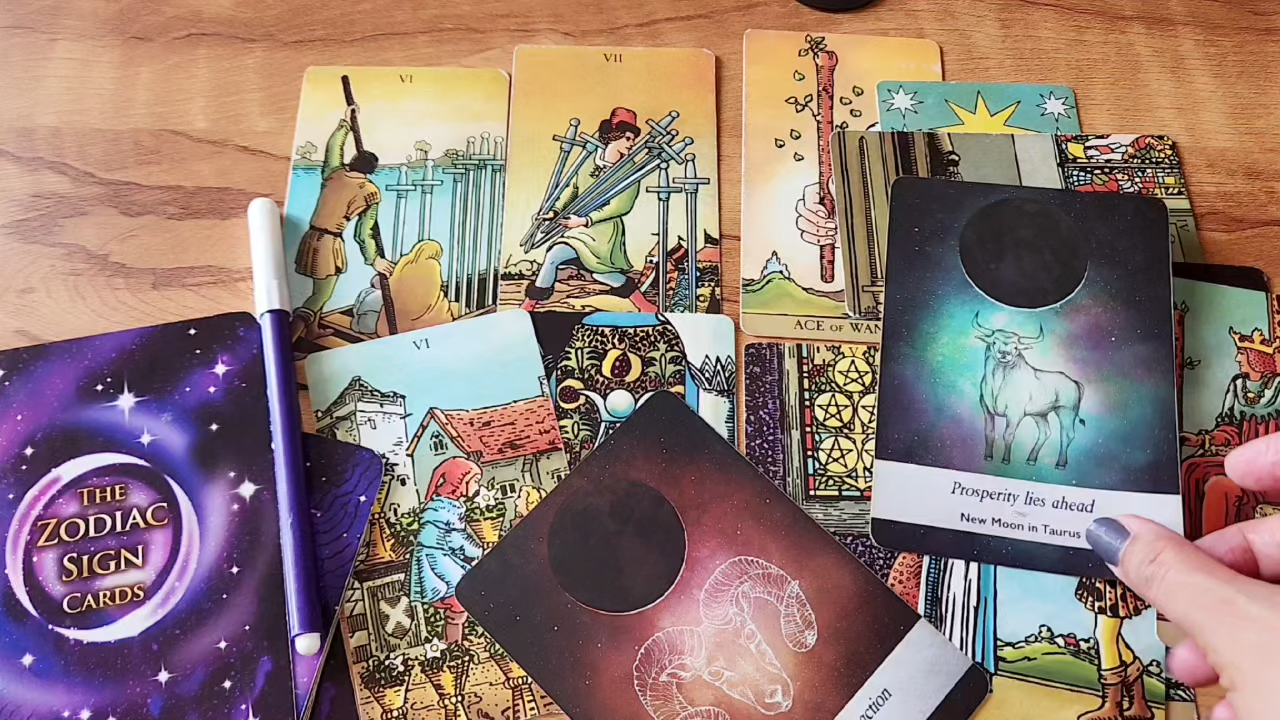 VI
VII
ACE OF WAN
THE
ZODIAC
SIGN
CARDS
VI
Prosperity lies ahead
New Moon in Taurus